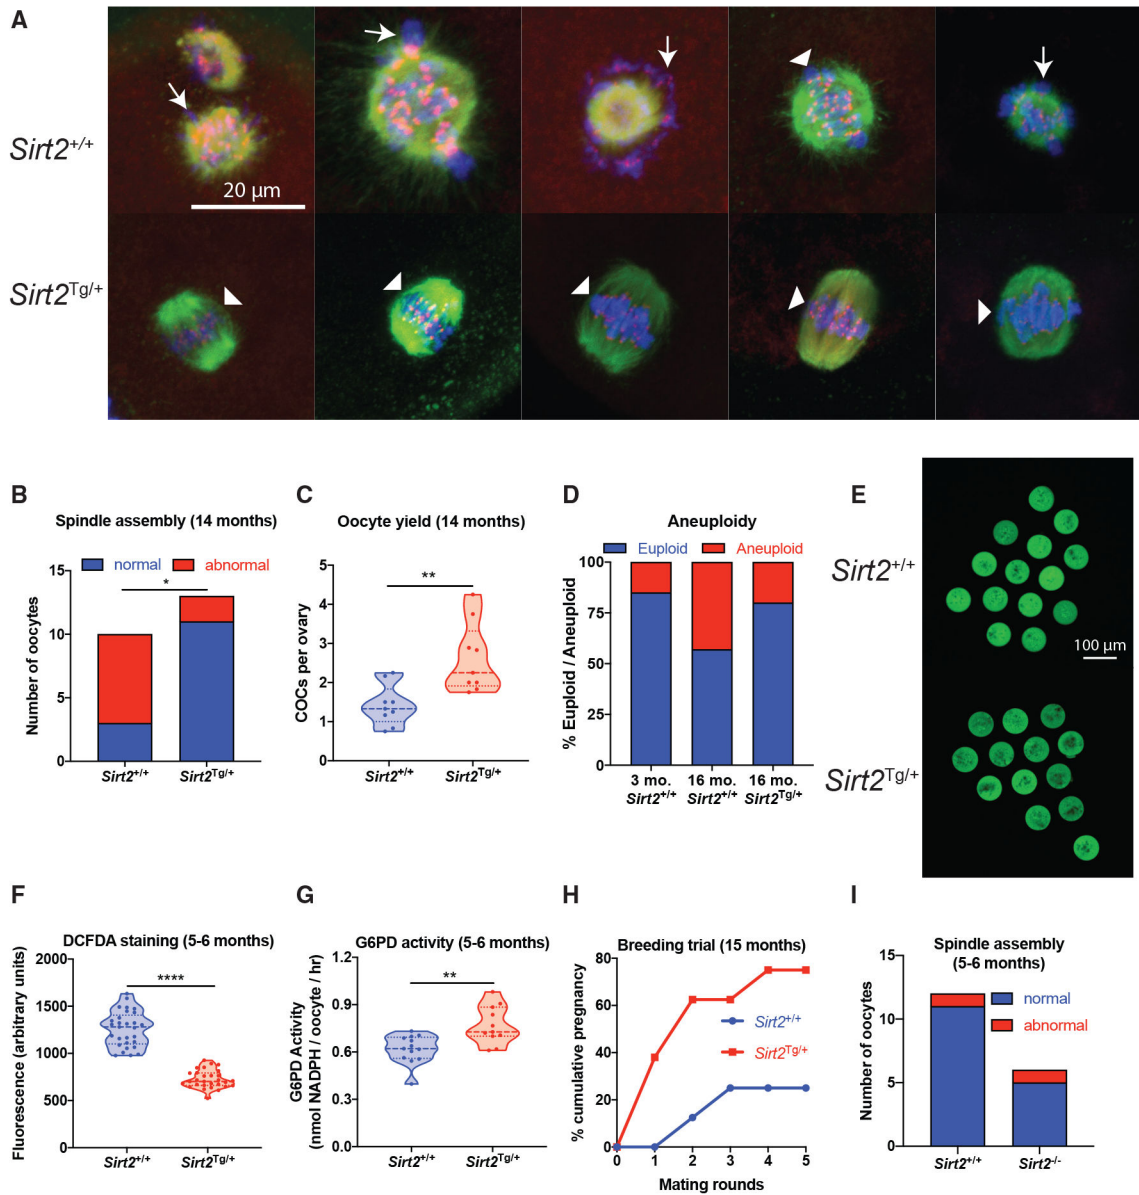 A
Sirt2+/+
20 µm
Sirt2Tg/+
B
Spindle assembly (14 months)
normal
abnormal
*
15
10
5
0
Number of oocytes
Sirt2+/+
Sirt2Tg/+
C
Oocyte yield (14 months)
**
5
4
3
2
1
0
COCs per ovary
Sirt2+/+
Sirt2Tg/+
D
Aneuploidy
Euploid
Aneuploid
100
75
50
25
0
% Euploid / Aneuploid
3 mo.
Sirt2+/+
16 mo.
Sirt2+/+
16 mo.
Sirt2Tg/+
E
Sirt2+/+
100 µm
Sirt2Tg/+
F
DCFDA staining (5-6 months)
****
2000
1500
1000
500
0
Fluorescence (arbitrary units)
Sirt2+/+
Sirt2Tg/+
G
G6PD activity (5-6 months)
**
1.2
0.9
0.6
0.3
0.0
G6PD Activity
(nmol NADPH / oocyte / hr)
Sirt2+/+
Sirt2Tg/+
H
Breeding trial (15 months)
80
60
40
20
0
% cumulative pregnancy
Sirt2+/+
Sirt2Tg/+
0 1 2 3 4 5
Mating rounds
I
Spindle assembly
(5-6 months)
normal
abnormal
15
10
5
0
Number of oocytes
Sirt2+/+
Sirt2-/-